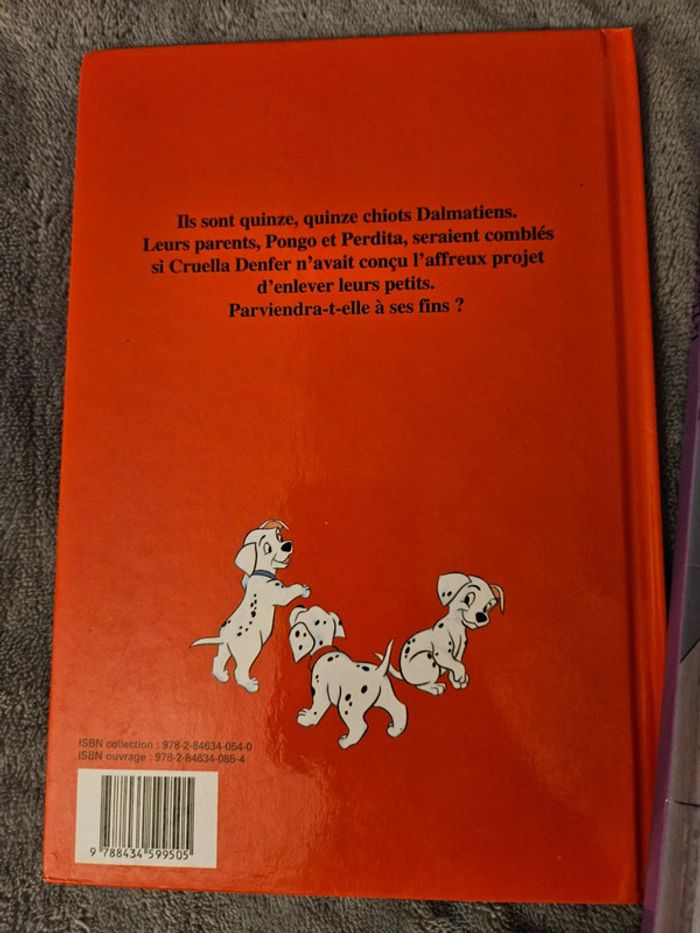 Ils sont quinze, quinze chiots Dalmatiens.
Leurs parents, Pongo et Perdita, seraient comblés
si Cruella Denfer n'avait conçu l'affreux projet
d'enlever leurs petits.
Parviendra-t-elle à ses fins ?
ISBN collection : 978-2-84634-054-0
ISBN ouvrage : 978-2-84634-085-4
9 788434 599505